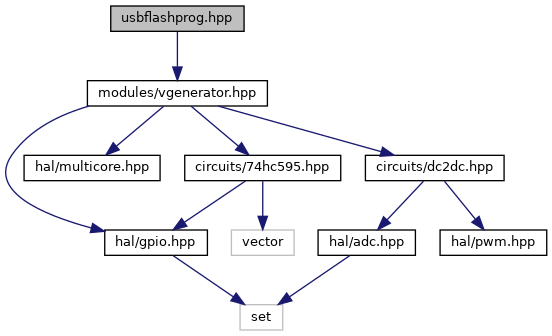 usbflashprog.hpp
modules/vgenerator.hpp
hal/multicore.hpp
circuits/74hc595.hpp
circuits/dc2dc.hpp
hal/gpio.hpp
vector
hal/adc.hpp
hal/pwm.hpp
set